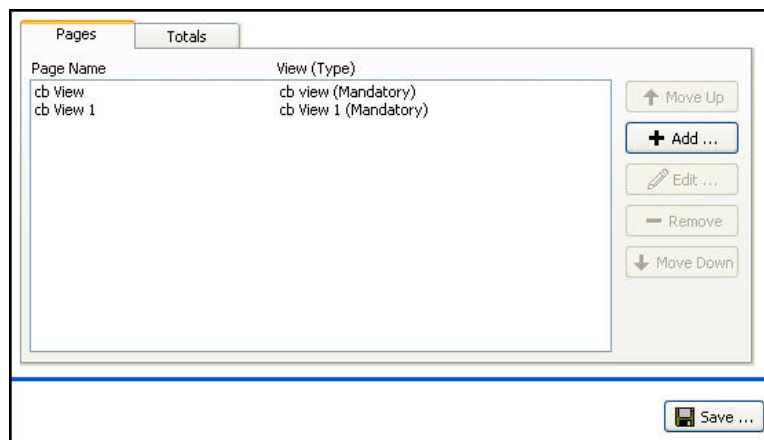 Pages Totals
Page Name View (Type)
cb View cb view (Mandatory)
cb View 1 cb View 1 (Mandatory)
Move Up
Add ...
Edit ...
Remove
Move Down
Save ...